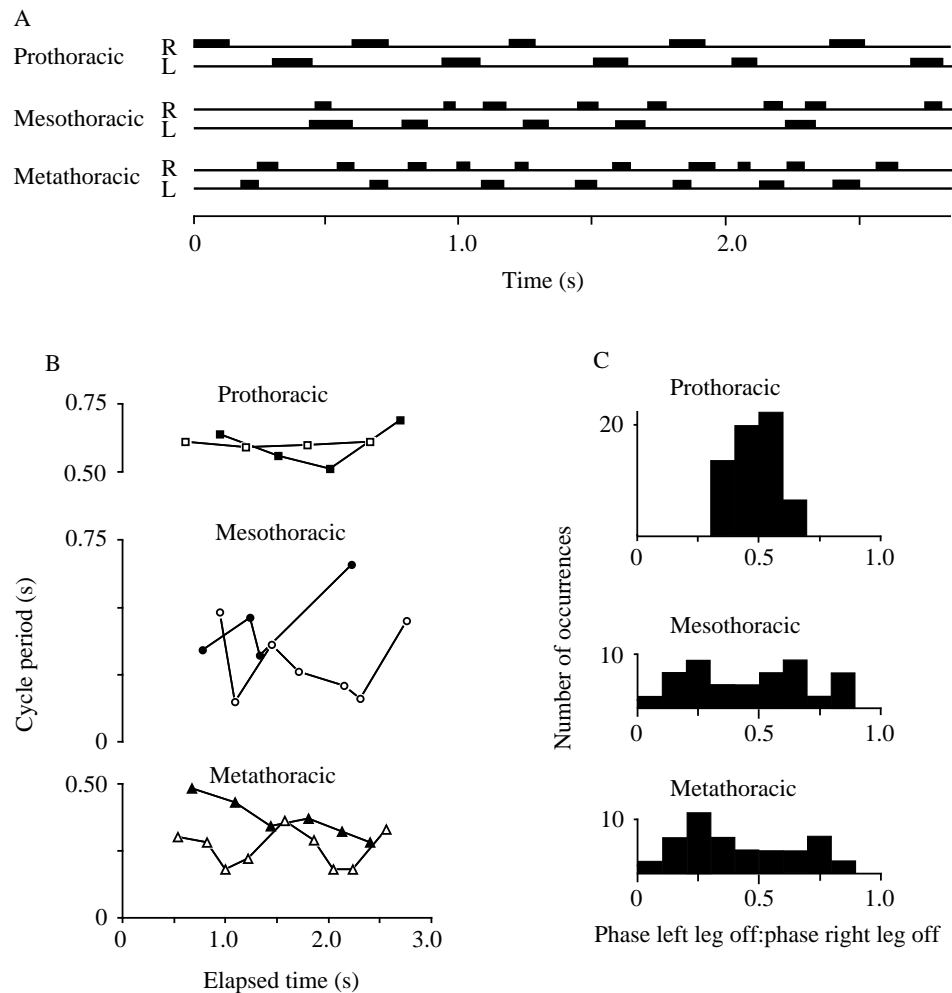 A
Prothoracic R
L
Mesothoracic R
L
Metathoracic R
L
0 1.0 2.0
Time (s)
B
Prothoracic
0.75
0.50
Mesothoracic
0.75
0
Metathoracic
0.50
0
0 1.0 2.0 3.0
Cycle period (s)
Elapsed time (s)
C
Prothoracic
20
0 0.5 1.0
Mesothoracic
10
0 0.5 1.0
Metathoracic
10
0 0.5 1.0
Number of occurrences
Phase left leg off:phase right leg off